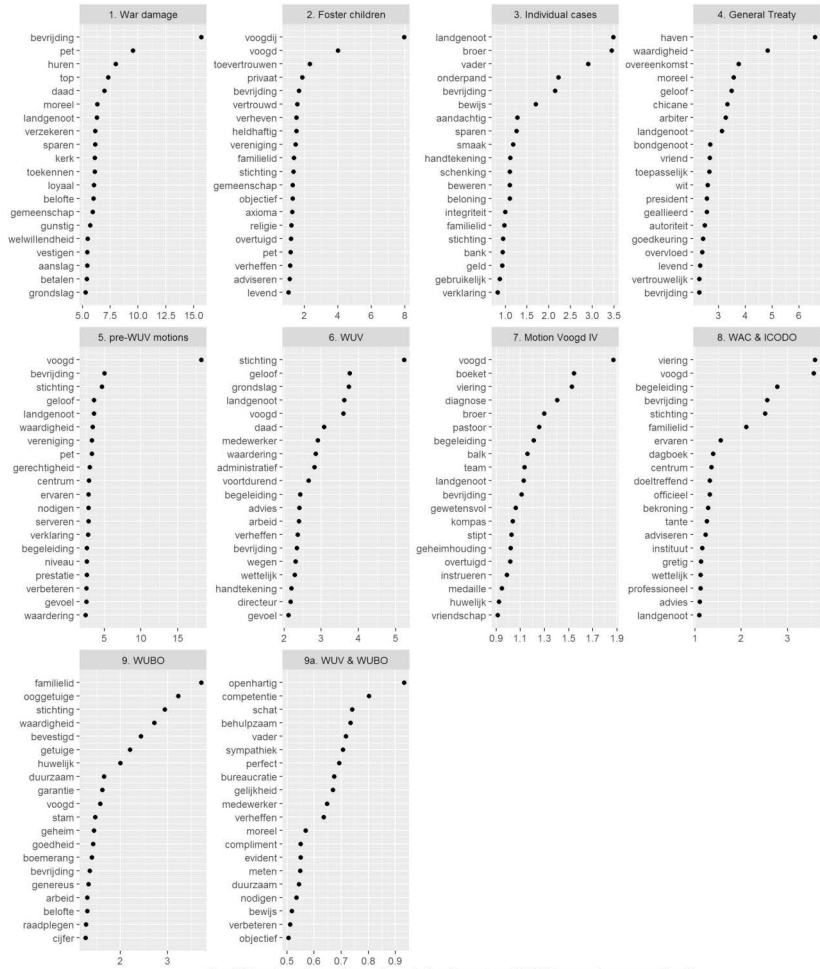 1. War damage
bevrijding
pet
huren
top
daad
moreel
landgenoot
verzekeren
sparen
kerk
toekennen
loyaal
belofte
gemeenschap
gunstig
welwillendheid
vestigen
aanslag
betalen
grondslag
5.0 7.5 10.0 12.5 15.0
2. Foster children
voogdij
voogd
toevertrouwen
privaat
bevrijding
vertrouwd
verheven
heldhaftig
vereniging
familielid
stichting
gemeenschap
objectief
axioma
religie
overtuigd
pet
verheffen
adviseren
levend
2 4 6 8
3. Individual cases
landgenoot
broer
vader
onderpand
bevrijding
bewijs
aandachtig
sparen
smaak
handtekening
schenking
beweren
beloning
integriteit
familielid
stichting
bank
geld
gebruikelijk
verklaring
1.0 1.5 2.0 2.5 3.0 3.5
4. General Treaty
haven
waardigheid
overeenkomst
moreel
geloof
chicane
arbiter
landgenoot
bondgenoot
vriend
toepasselijk
wit
president
geallieerd
autoriteit
goedkeuring
overvloed
levend
vertrouwelijk
bevrijding
3 4 5 6
5. pre-WUV motions
voogd
bevrijding
stichting
geloof
landgenoot
waardigheid
vereniging
pet
gerechtigheid
centrum
ervaren
nodigen
serveren
verklaring
begeleiding
niveau
prestatie
verbeteren
gevoel
waardering
5 10 15
6. WUV
stichting
geloof
grondslag
landgenoot
voogd
daad
medewerker
waardering
administratief
voortdurend
begeleiding
advies
arbeid
verheffen
bevrijding
wegen
wettelijk
handtekening
directeur
gevoel
2 3 4 5
7. Motion Voogd IV
voogd
boeket
viering
diagnose
broer
pastoor
begeleiding
balk
team
landgenoot
bevrijding
gewetensvol
kompas
stipt
geheimhouding
overtuigd
instrueren
medaille
huwelijk
vriendschap
0.9 1.1 1.3 1.5 1.7 1.9
8. WAC & ICODO
viering
voogd
begeleiding
bevrijding
stichting
familielid
ervaren
dagboek
centrum
doeltreffend
officieel
bekroning
tante
adviseren
instituut
gretig
wettelijk
professioneel
advies
landgenoot
1 2 3
9. WUBO
familielid
ooggetuige
stichting
waardigheid
bevestigd
getuige
huwelijk
duurzaam
garantie
voogd
stam
geheim
goedheid
boemerang
bevrijding
genereus
arbeid
belofte
raadplegen
cijfer
2 3
9a. WUV & WUBO
openhartig
competentie
schat
behulpzaam
vader
sympathiek
perfect
bureaucratie
gelijkheid
medewerker
verheffen
moreel
compliment
evident
meten
duurzaam
nodigen
bewijs
verbeteren
objectief
0.5 0.6 0.7 0.8 0.9